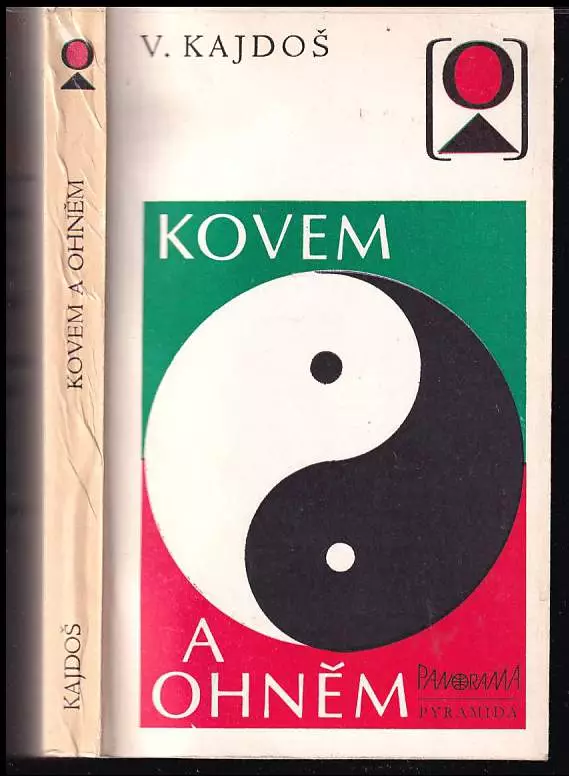 KAJDOŠ
KOVEM A OHNĚM
V. KAJDOŠ
KOVEM
A
OHNĚM
PANORAMA
PYRAMIDA